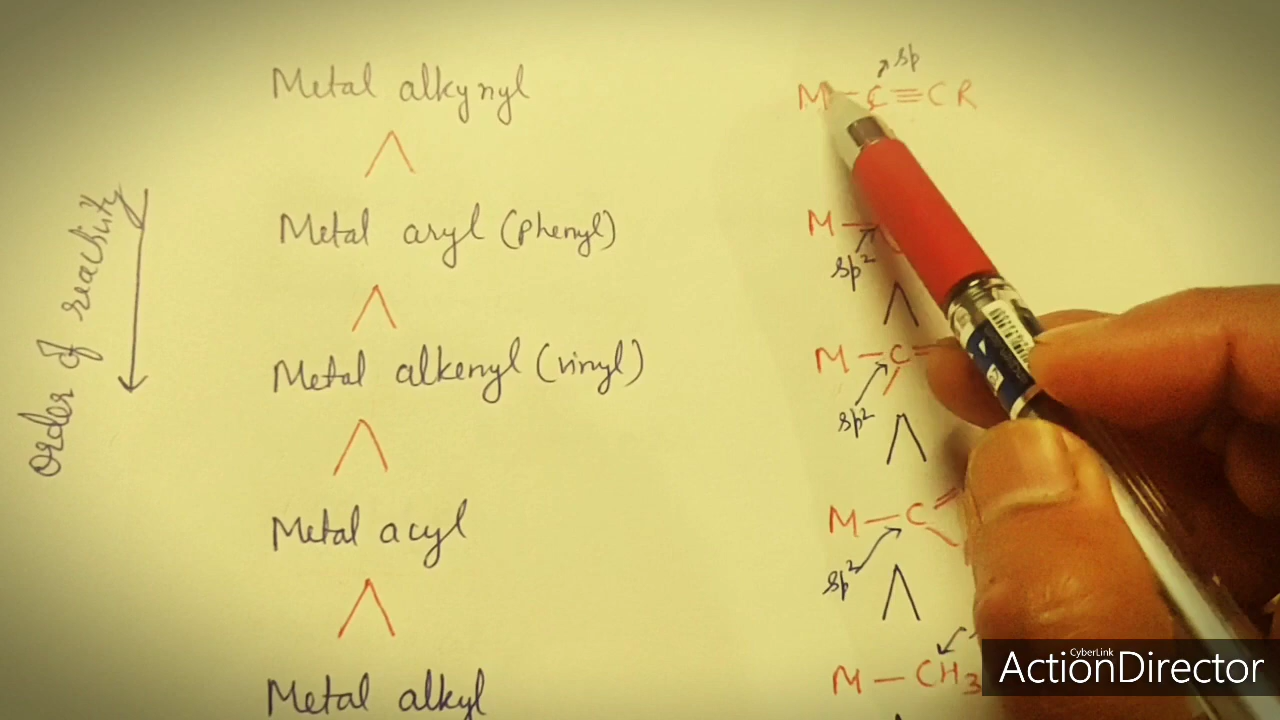 Metal alkynyl
∧
Metal aryl (phenyl)
∧
Metal alkenyl (vinyl)
∧
Metal acyl
∧
Metal alkyl
order of reactivity
sp
M – C ≡ C R
M –
sp²
∧
M – C =
sp²
∧
M – C
sp²
∧
M – CH3
CyberLink
ActionDirector